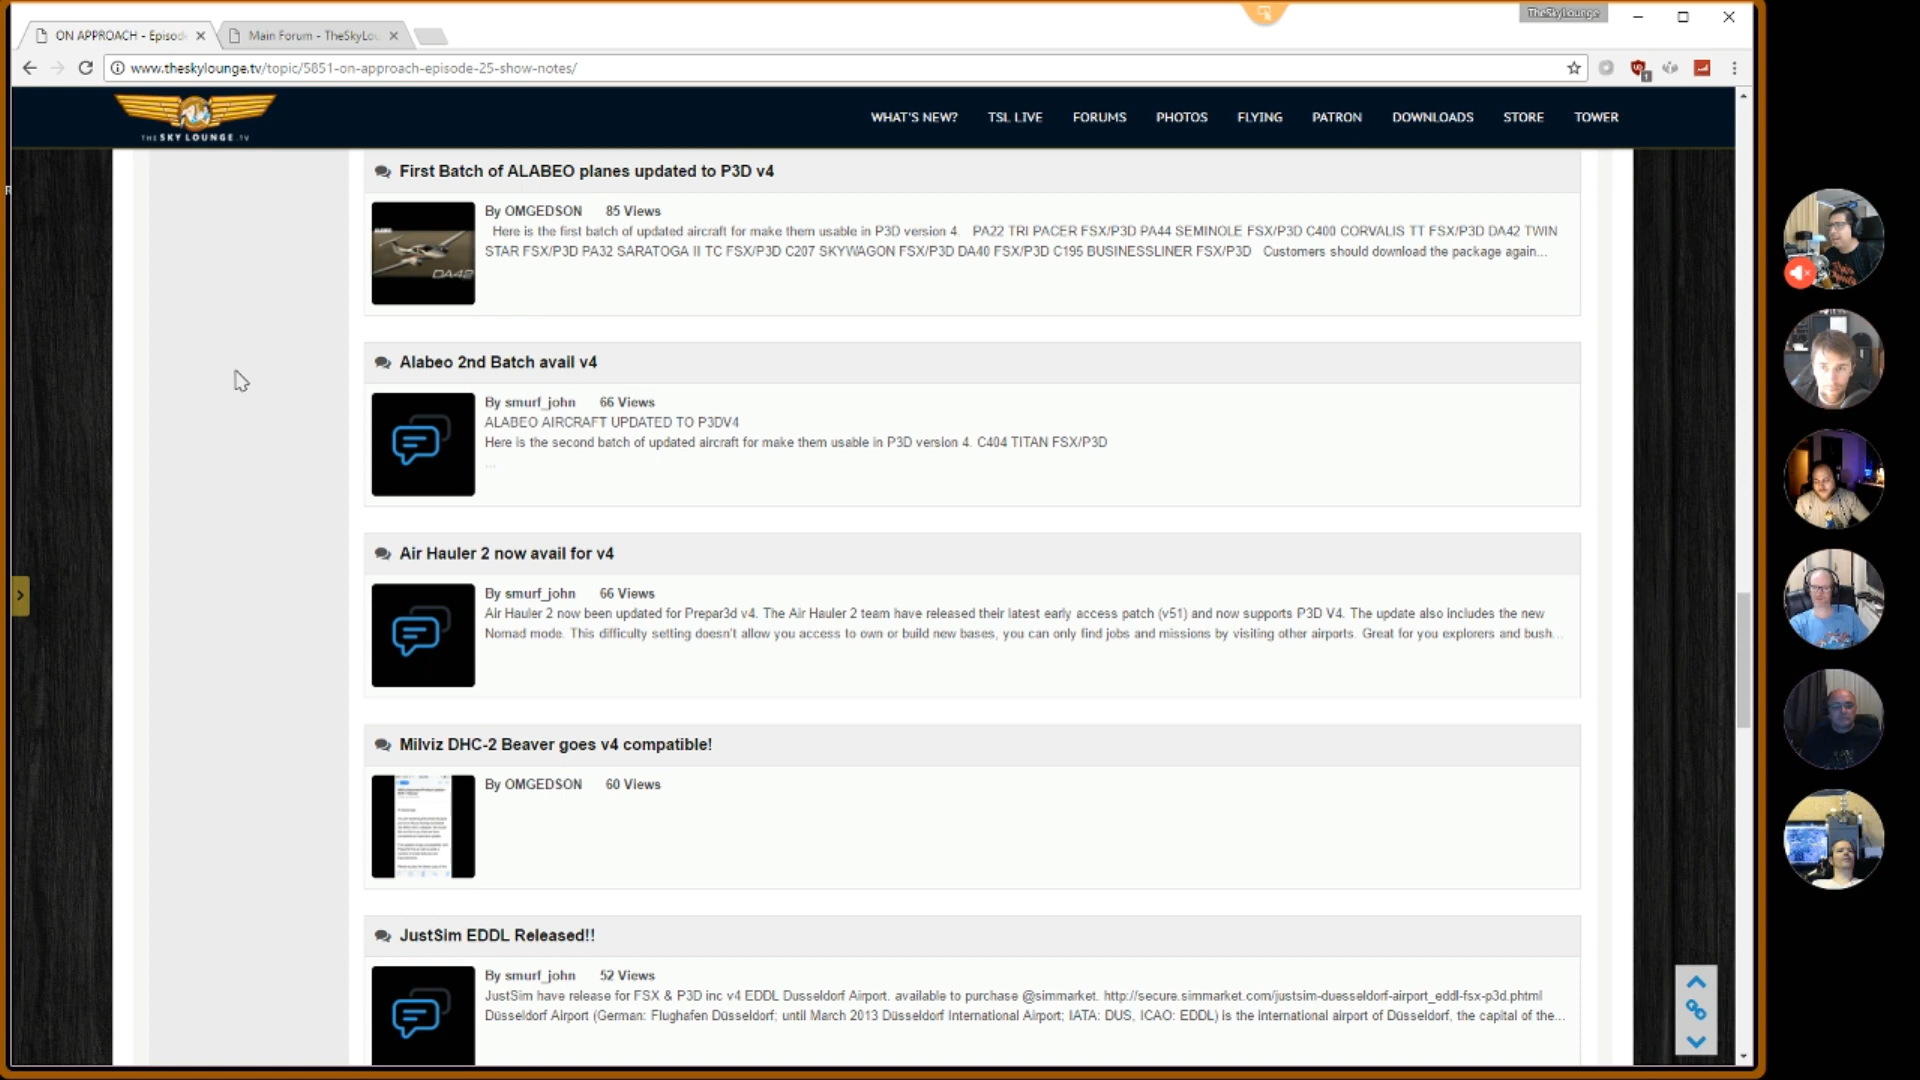 TheSkyLounge
ON APPROACH - Episod
Main Forum - TheSkyLou
www.theskylounge.tv/topic/5851-on-approach-episode-25-show-notes/
THE SKY LOUNGE .TV
WHAT'S NEW? TSL LIVE FORUMS PHOTOS FLYING PATRON DOWNLOADS STORE TOWER
First Batch of ALABEO planes updated to P3D v4
By OMGEDSON 85 Views
Here is the first batch of updated aircraft for make them usable in P3D version 4. PA22 TRI PACER FSX/P3D PA44 SEMINOLE FSX/P3D C400 CORVALIS TT FSX/P3D DA42 TWIN
STAR FSX/P3D PA32 SARATOGA II TC FSX/P3D C207 SKYWAGON FSX/P3D DA40 FSX/P3D C195 BUSINESSLINER FSX/P3D Customers should download the package again...
DA42
Alabeo 2nd Batch avail v4
By smurf_john 66 Views
ALABEO AIRCRAFT UPDATED TO P3DV4
Here is the second batch of updated aircraft for make them usable in P3D version 4. C404 TITAN FSX/P3D
...
Air Hauler 2 now avail for v4
By smurf_john 66 Views
Air Hauler 2 now been updated for Prepar3d v4. The Air Hauler 2 team have released their latest early access patch (v51) and now supports P3D V4. The update also includes the new
Nomad mode. This difficulty setting doesn't allow you access to own or build new bases, you can only find jobs and missions by visiting other airports. Great for you explorers and bush...
Milviz DHC-2 Beaver goes v4 compatible!
By OMGEDSON 60 Views
JustSim EDDL Released!!
By smurf_john 52 Views
JustSim have release for FSX & P3D inc v4 EDDL Dusseldorf Airport. available to purchase @simmarket. http://secure.simmarket.com/justsim-duesseldorf-airport_eddl-fsx-p3d.phtml
Düsseldorf Airport (German: Flughafen Düsseldorf; until March 2013 Düsseldorf International Airport; IATA: DUS, ICAO: EDDL) is the international airport of Düsseldorf, the capital of the...